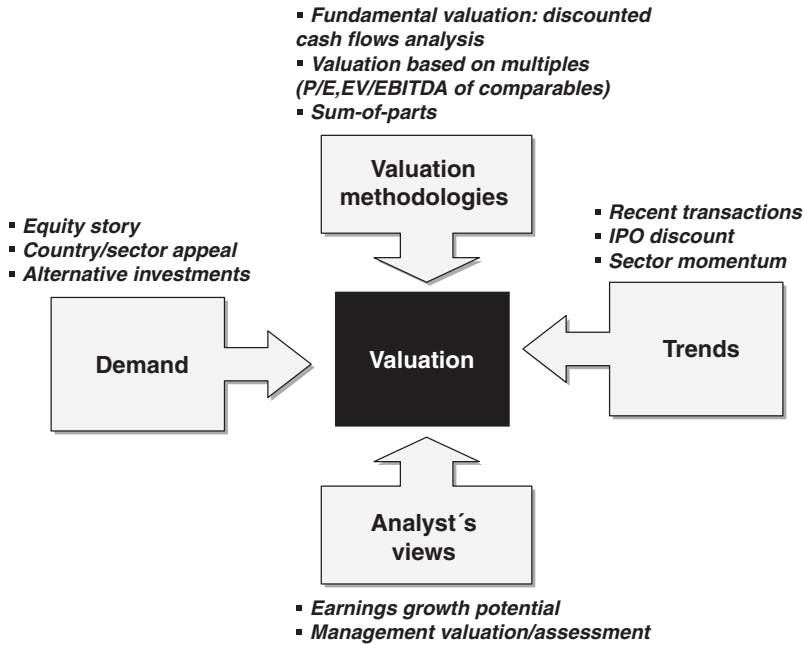 ▪ Fundamental valuation: discounted
cash flows analysis
▪ Valuation based on multiples
(P/E,EV/EBITDA of comparables)
▪ Sum-of-parts
Valuation
methodologies
▪ Equity story
▪ Country/sector appeal
▪ Alternative investments
▪ Recent transactions
▪ IPO discount
▪ Sector momentum
Demand
Valuation
Trends
Analyst´s
views
▪ Earnings growth potential
▪ Management valuation/assessment